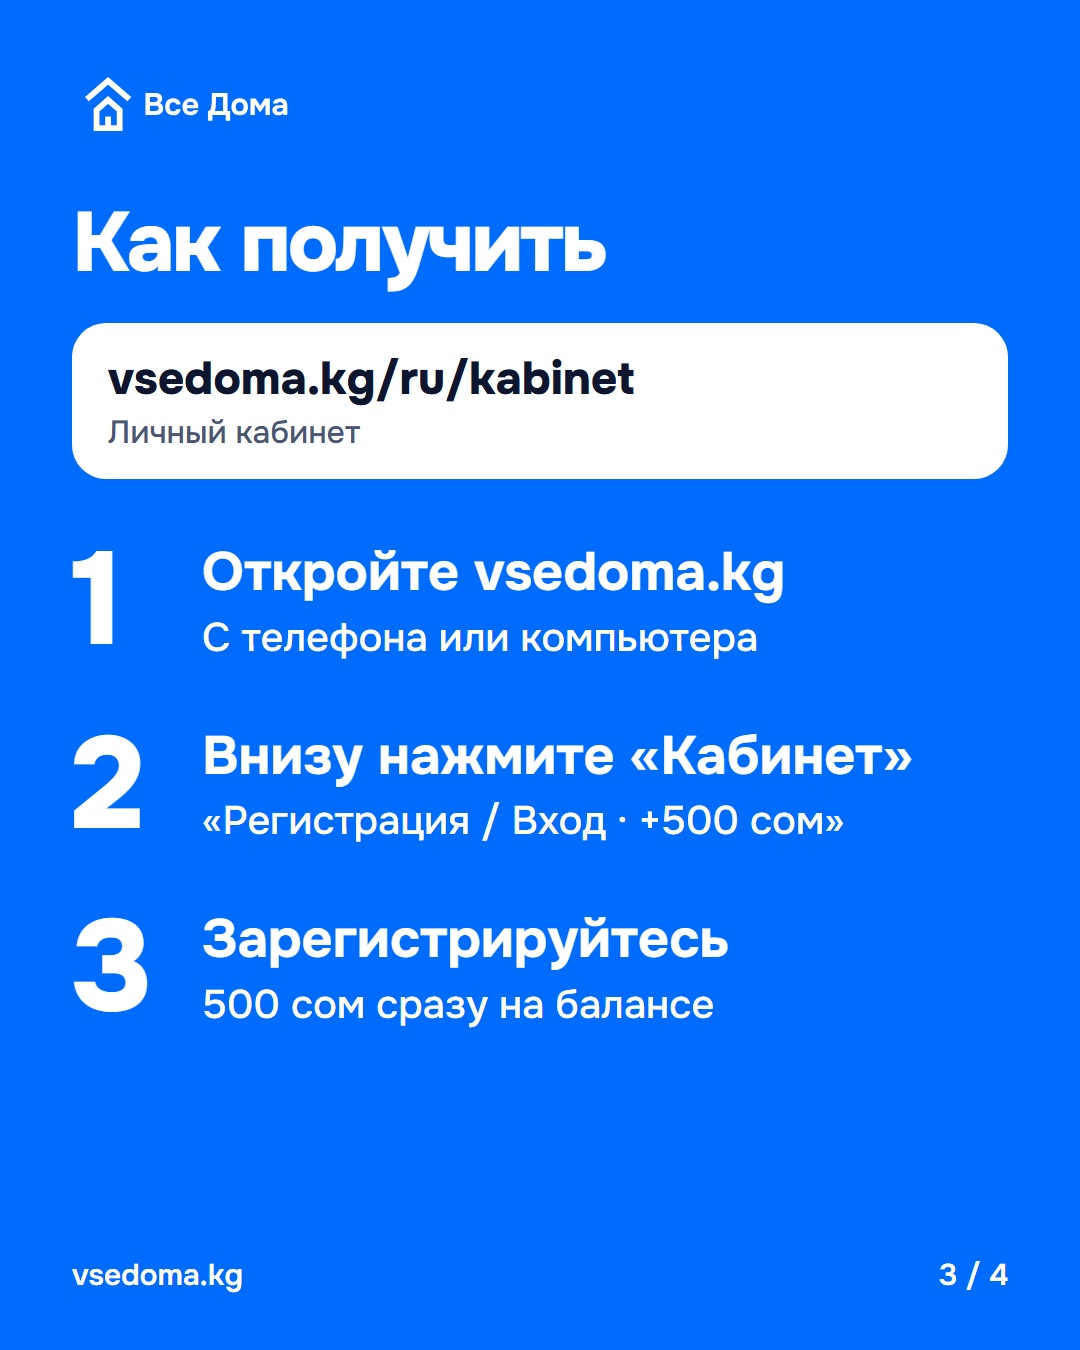 Все Дома
Как получить
vsedoma.kg/ru/kabinet
Личный кабинет
1
Откройте vsedoma.kg
С телефона или компьютера
2
Внизу нажмите «Кабинет»
«Регистрация / Вход · +500 сом»
3
Зарегистрируйтесь
500 сом сразу на балансе
vsedoma.kg
3 / 4